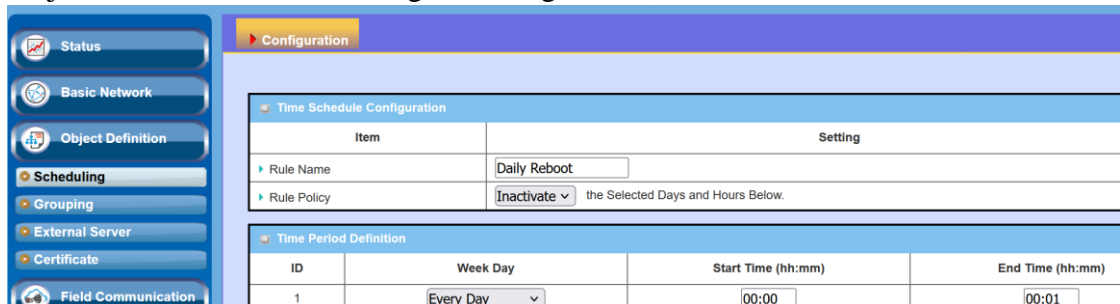 Status
Configuration
Basic Network
Time Schedule Configuration
Object Definition
Item Setting
Scheduling
Rule Name Daily Reboot
Grouping
Rule Policy Inactivate the Selected Days and Hours Below.
External Server
Time Period Definition
Certificate
ID Week Day Start Time (hh:mm) End Time (hh:mm)
Field Communication
1 Every Day 00:00 00:01